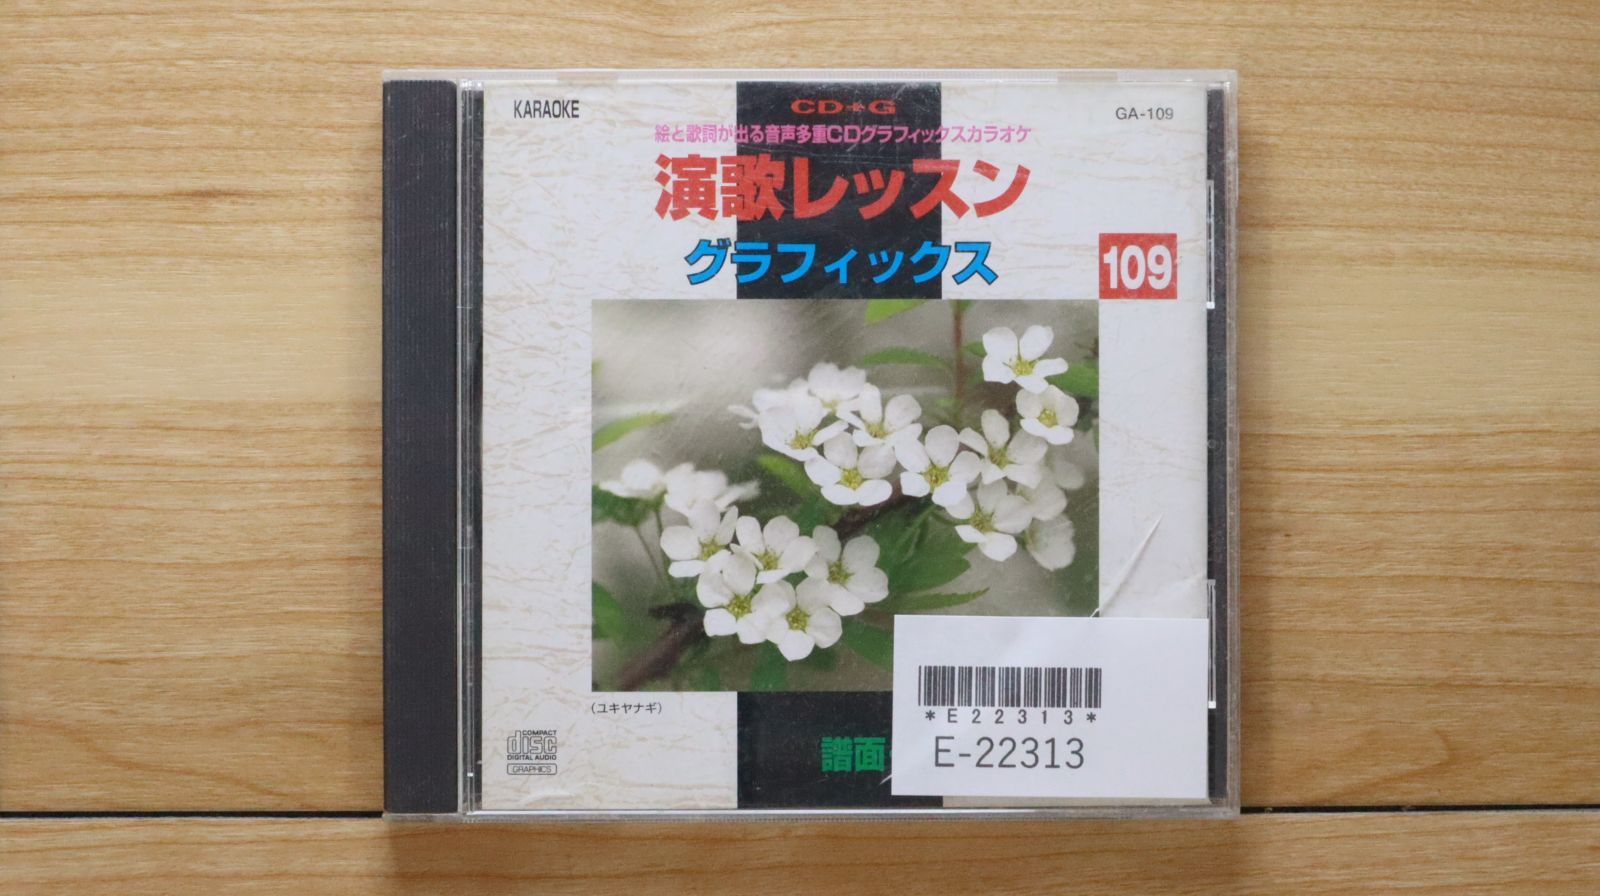 KARAOKE
CD+G
GA-109
絵と歌詞が出る音声多重CDグラフィックスカラオケ
演歌レッスン
グラフィックス
109
(ユキヤナギ)
COMPACT
disc
DIGITAL AUDIO
GRAPHICS
譜面
*E22313*
E-22313